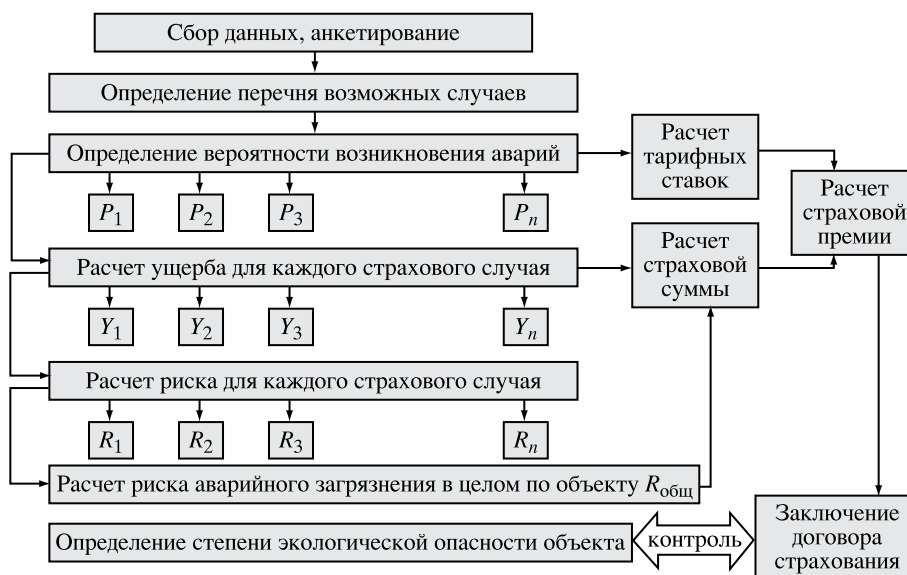 Сбор данных, анкетирование
Определение перечня возможных случаев
Определение вероятности возникновения аварий
Расчет
тарифных
ставок
P1 P2 P3 Pn
Расчет
страховой
премии
Расчет ущерба для каждого страхового случая
Расчет
страховой
суммы
Y1 Y2 Y3 Yn
Расчет риска для каждого страхового случая
R1 R2 R3 Rn
Расчет риска аварийного загрязнения в целом по объекту Rобщ
Определение степени экологической опасности объекта
контроль
Заключение
договора
страхования